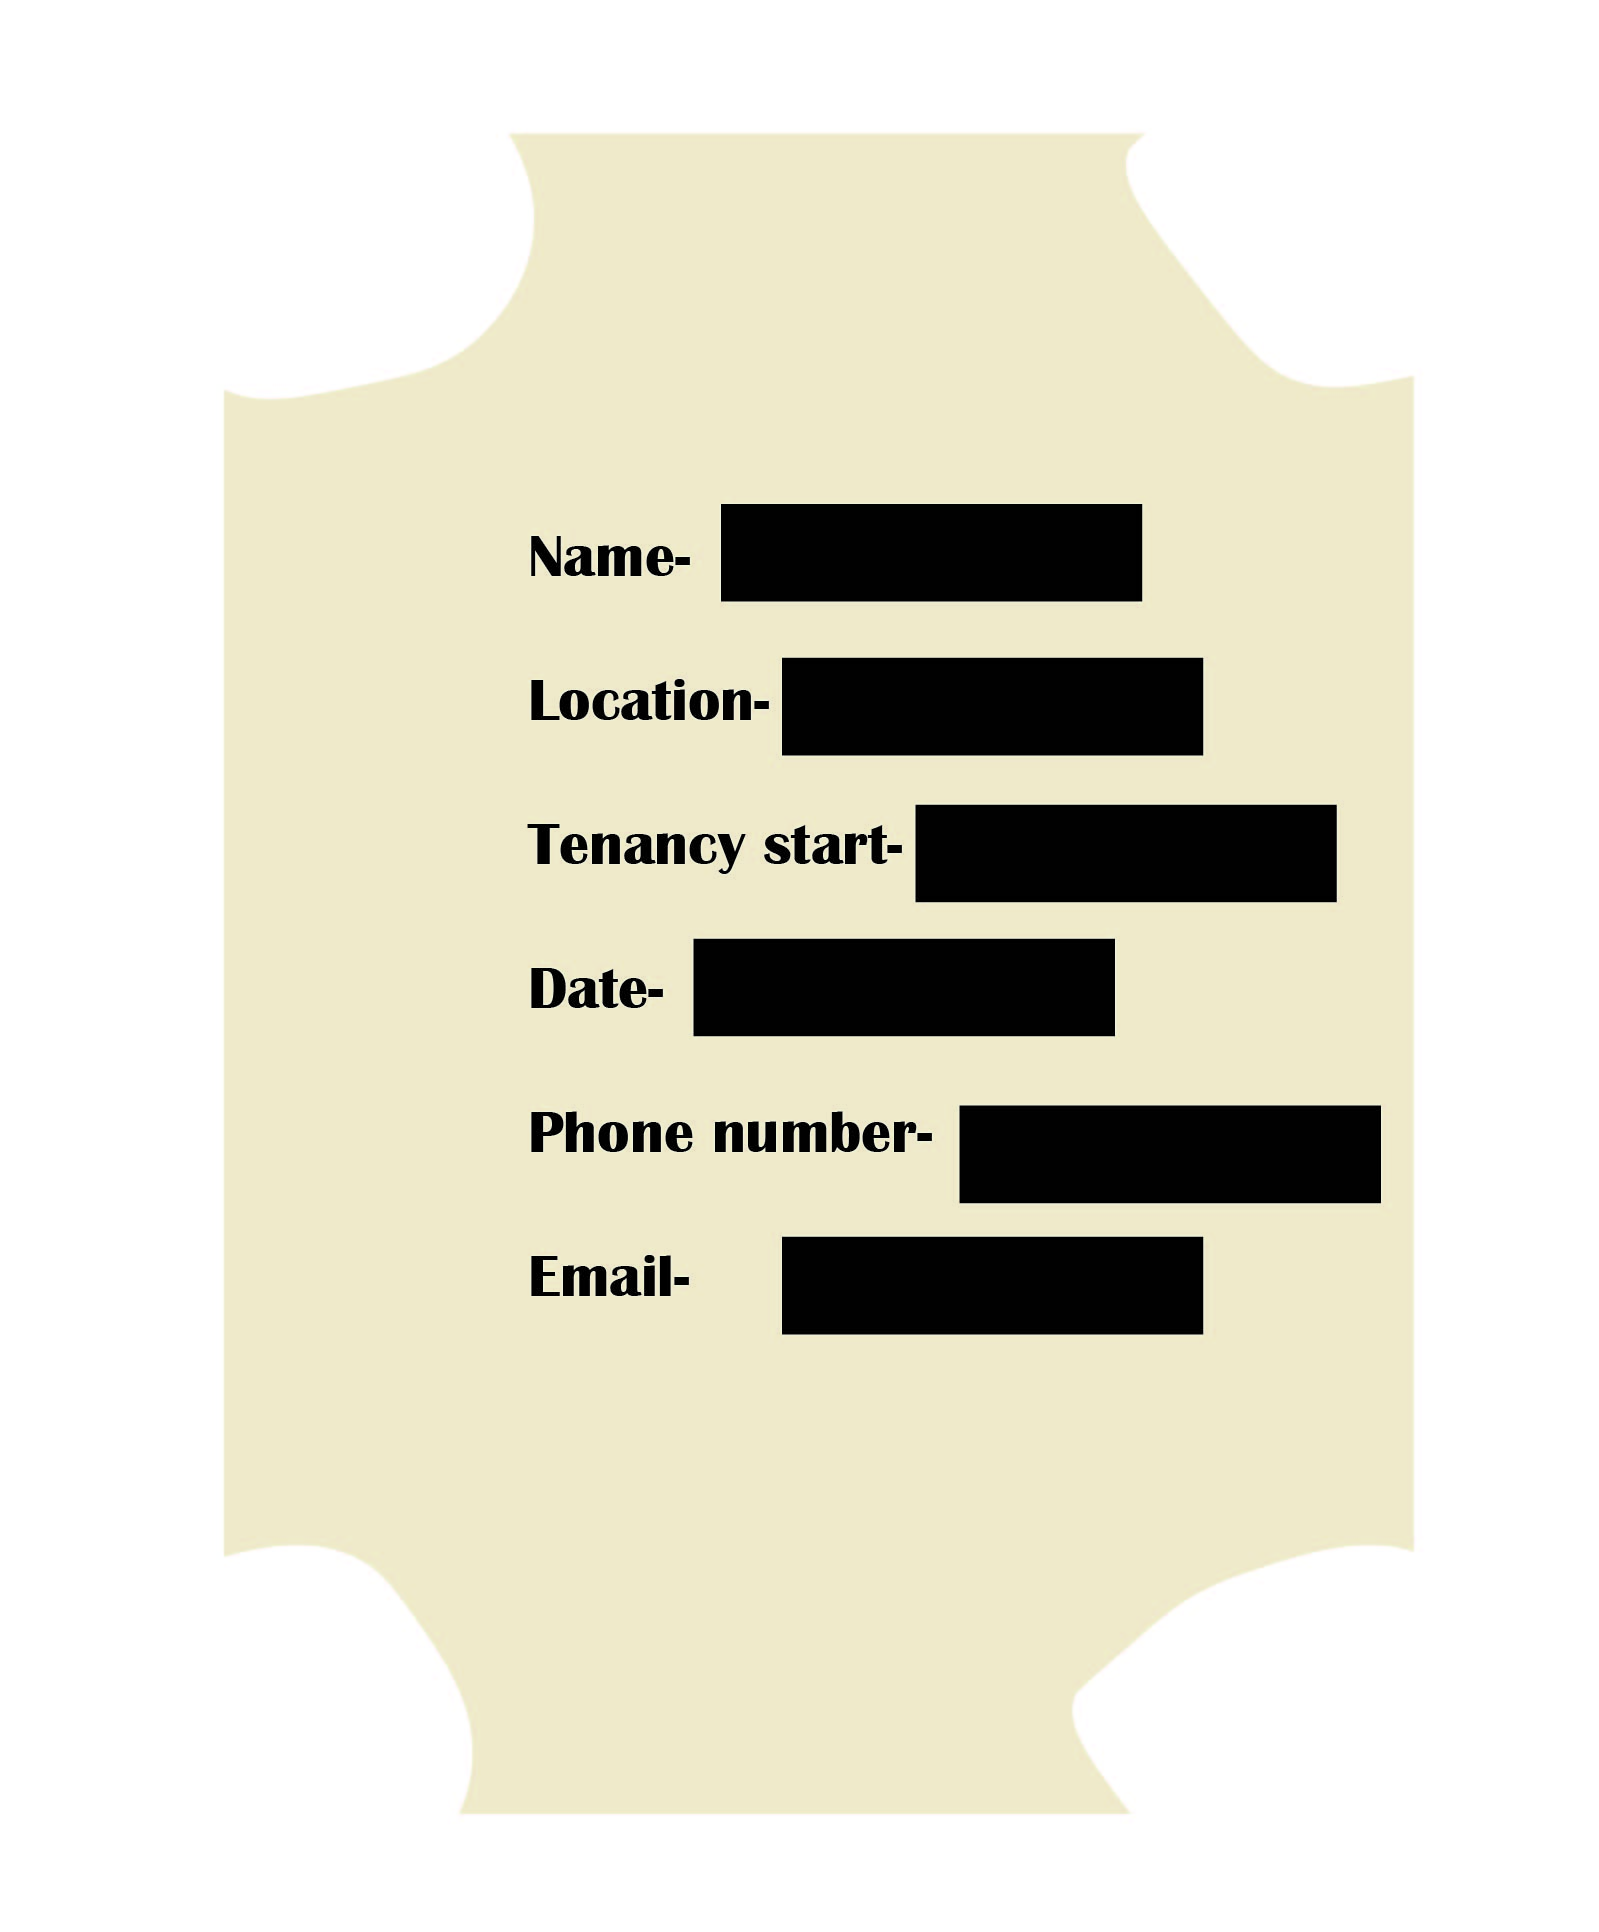 Name-
Location-
Tenancy start-
Date-
Phone number-
Email-